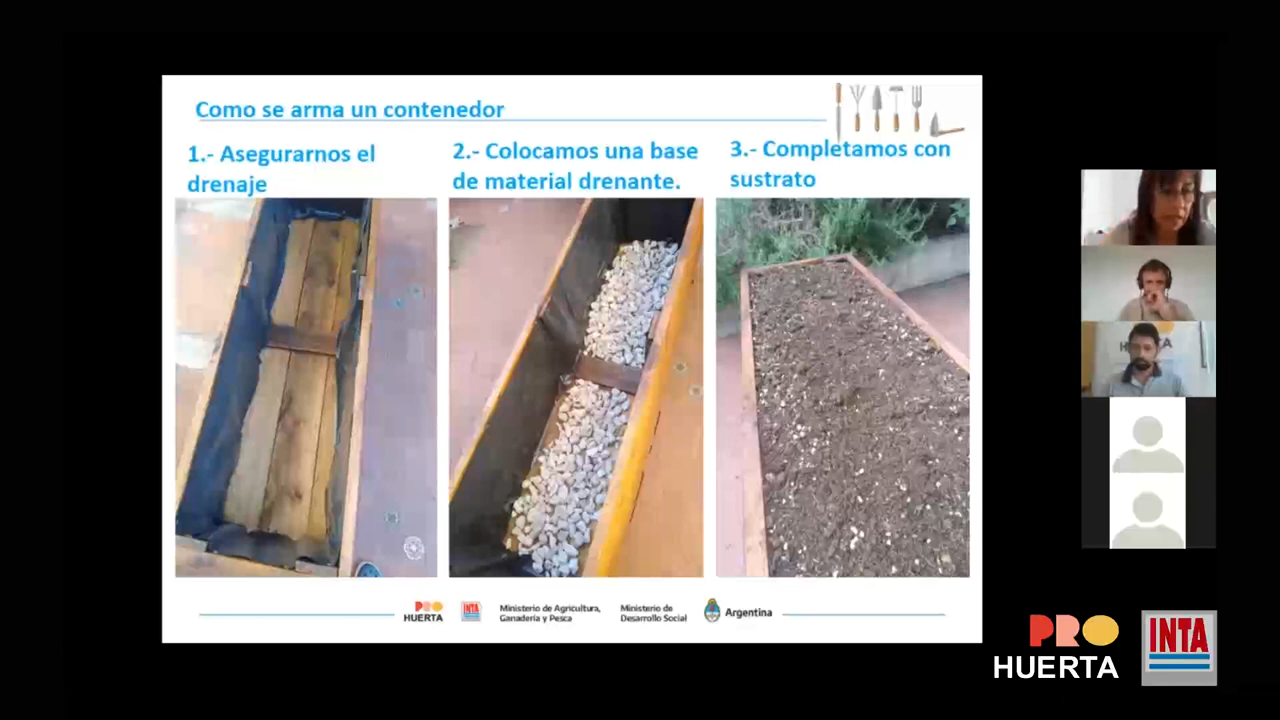 Como se arma un contenedor
1.- Asegurarnos el
drenaje
2.- Colocamos una base
de material drenante.
3.- Completamos con
sustrato
PRO
HUERTA
INTA
Ministerio de Agricultura,
Ganadería y Pesca
Ministerio de
Desarrollo Social
Argentina
HUERTA
PRO
HUERTA
INTA